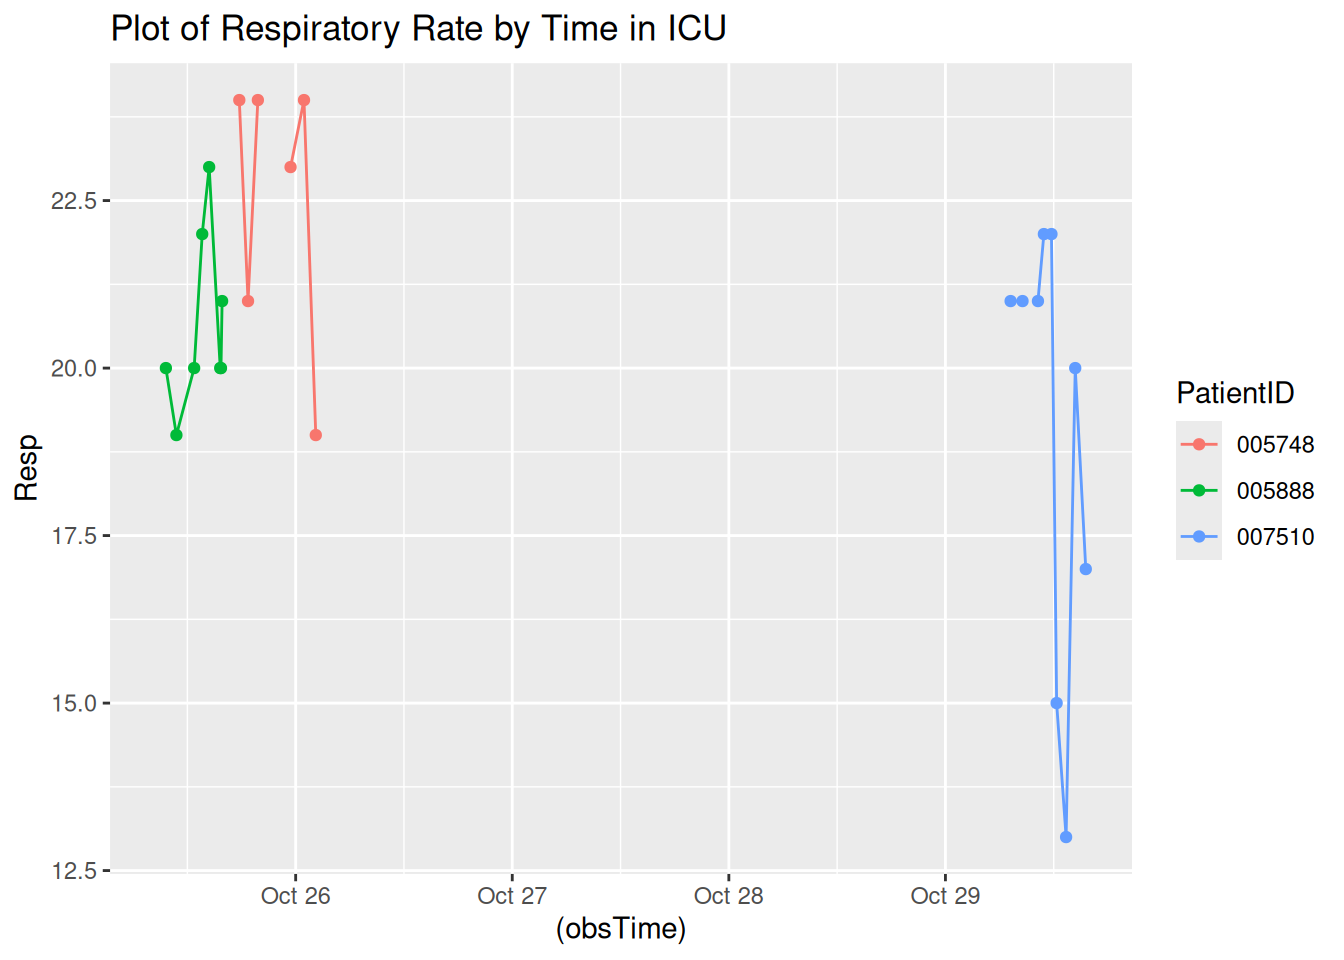 Plot of Respiratory Rate by Time in ICU
22.5
20.0
17.5
15.0
12.5
Resp
Oct 26 Oct 27 Oct 28 Oct 29
(obsTime)
PatientID
005748
005888
007510